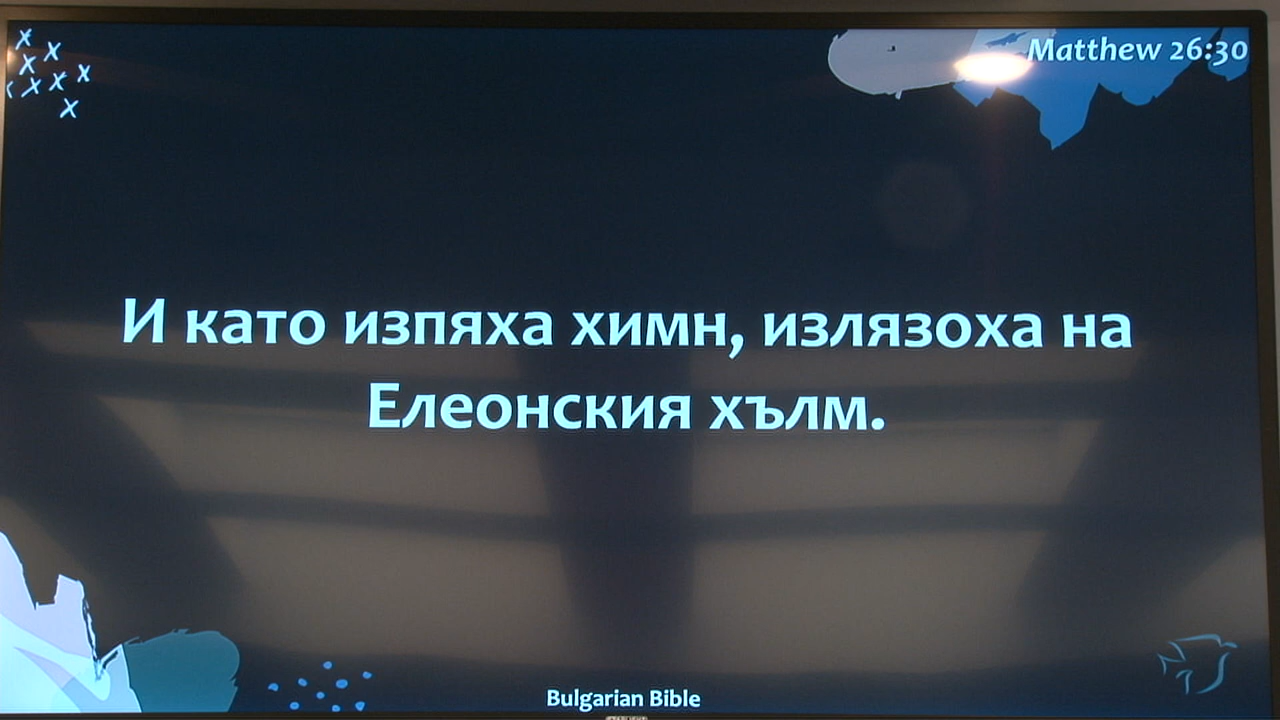 Matthew 26:30
И като изпяха химн, излязоха на
Елеонския хълм.
Bulgarian Bible